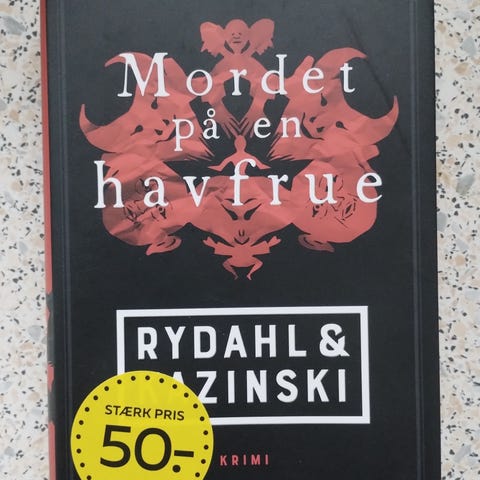 Mordet
på en
havfrue
RYDAHL &
AZINSKI
STÆRK PRIS
50.-
KRIMI